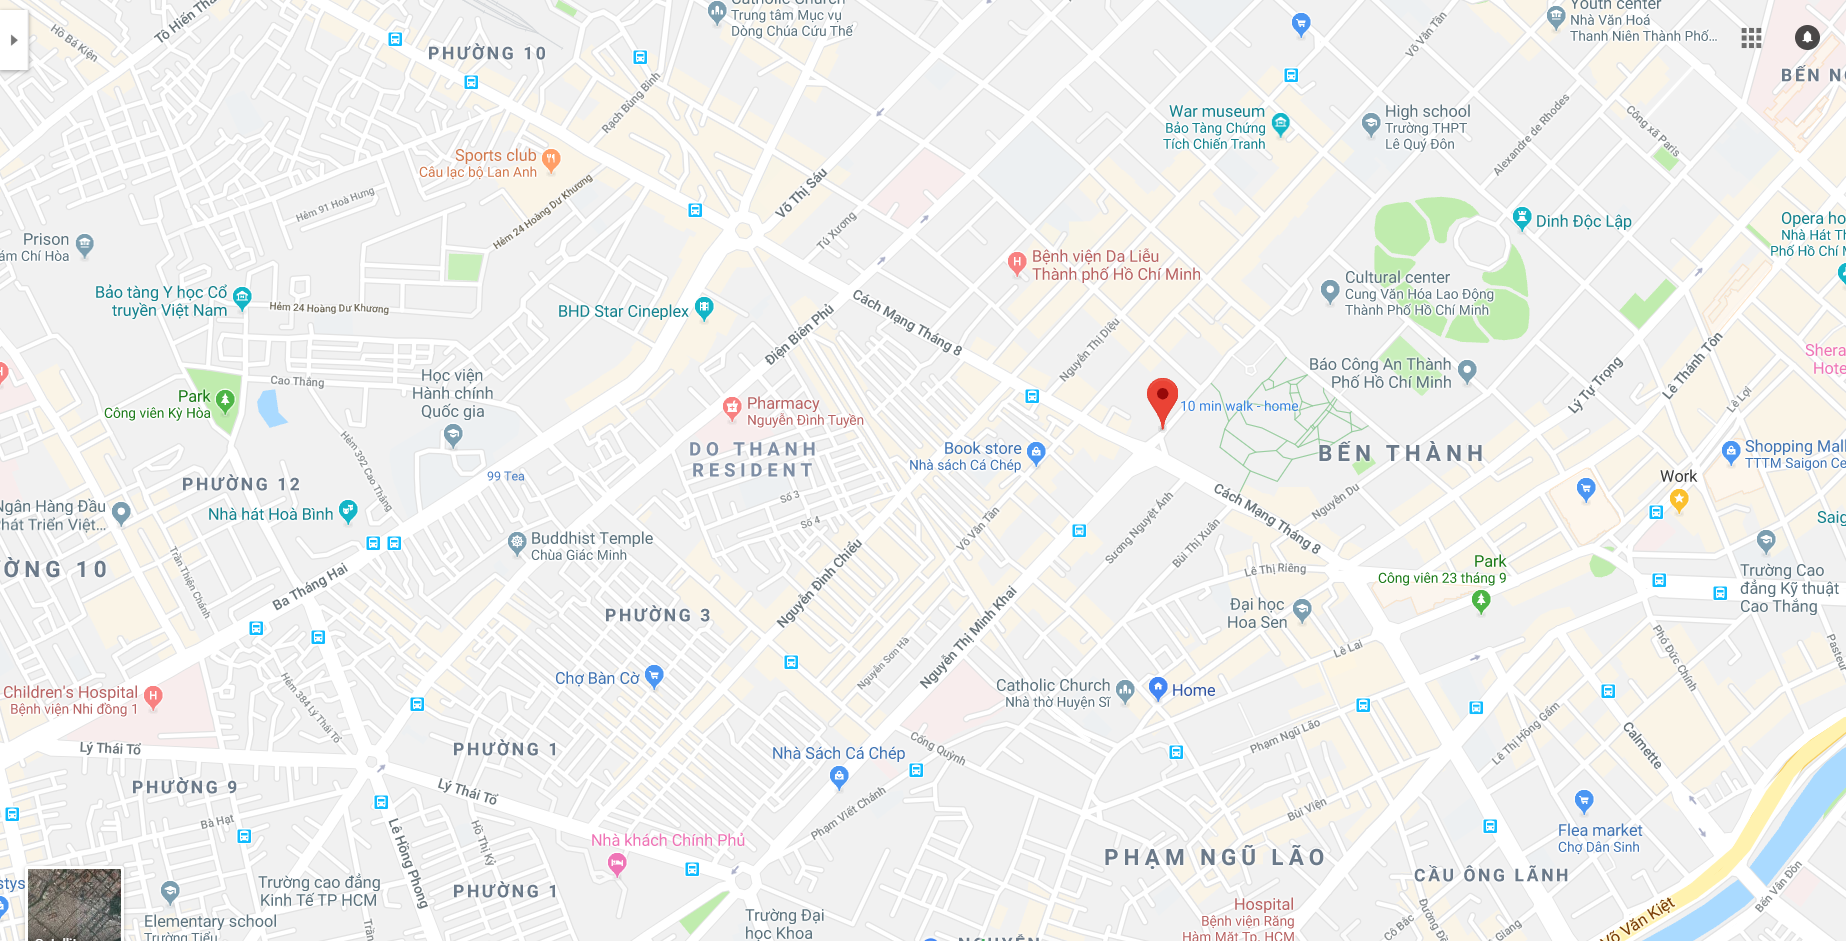 Catholic Church
Trung tâm Mục vụ
Dòng Chúa Cứu Thế
Youth center
Nhà Văn Hoá
Thanh Niên Thành Phố...
Hồ Bá Kiện
Tô Hiến Thà
PHƯỜNG 10
Võ Văn Tần
BẾN N
Rạch Bùng Binh
War museum
Bảo Tàng Chứng
Tích Chiến Tranh
High school
Trường THPT
Lê Quý Đôn
Alexandre de Rhodes
Công xã Paris
Sports club
Câu lạc bộ Lan Anh
Võ Thị Sáu
Hẻm 91 Hoà Hưng
Hẻm 24 Hoàng Dư Khương
Tú Xương
Prison
ám Chí Hòa
Dinh Độc Lập
Opera ho
Nhà Hát Th
Phố Hồ Chí M
Bệnh viện Da Liễu
Thành phố Hồ Chí Minh
Cultural center
Cung Văn Hóa Lao Động
Thành Phố Hồ Chí Minh
Bảo tàng Y học Cổ
truyền Việt Nam
Hẻm 24 Hoàng Dư Khương
BHD Star Cineplex
Điện Biên Phủ
Cách Mạng Tháng 8
Nguyễn Thị Diệu
Báo Công An Thành
Phố Hồ Chí Minh
Lê Thánh Tôn
Lý Tự Trọng
Lê Lợi
Shera
Hote
Cao Thắng
Park
Công viên Kỳ Hòa
Học viện
Hành chính
Quốc gia
Pharmacy
Nguyễn Đình Tuyền
10 min walk - home
DO THANH
RESIDENT
Book store
Nhà sách Cá Chép
BẾN THÀNH
Shopping Mall
TTTM Saigon Ce
Hẻm 392 Cao Thắng
99 Tea
PHƯỜNG 12
Work
Số 3
Số 4
Ngân Hàng Đầu
hát Triển Việt...
Nhà hát Hoà Bình
Cách Mạng Tháng 8
Nguyễn Du
Sương Nguyệt Ánh
Bùi Thị Xuân
Võ Văn Tần
Saig
Buddhist Temple
Chùa Giác Minh
Trần Thiện Chánh
ỜNG 10
Ba Tháng Hai
Nguyễn Đình Chiểu
Lê Thị Riêng
Park
Công viên 23 tháng 9
Trường Cao
đẳng Kỹ thuật
Cao Thắng
PHƯỜNG 3
Nguyễn Thị Minh Khai
Đại học
Hoa Sen
Lê Lai
Phó Đức Chính
Pasteur
Nguyễn Sơn Hà
Chợ Bàn Cờ
Catholic Church
Nhà thờ Huyện Sĩ
Home
Children's Hospital
Bệnh viện Nhi đồng 1
Hẻm 384 Lý Thái Tổ
Lý Thái Tổ
PHƯỜNG 1
Nhà Sách Cá Chép
Cống Quỳnh
Phạm Ngũ Lão
Lê Thị Hồng Gấm
Calmette
PHƯỜNG 9
Lý Thái Tổ
Phạm Viết Chánh
Bùi Viện
Bà Hạt
Lê Hồng Phong
Hồ Thị Kỷ
Nhà khách Chính Phủ
Flea market
Chợ Dân Sinh
PHẠM NGŨ LÃO
CẦU ÔNG LÃNH
Trường cao đẳng
Kinh Tế TP HCM
PHƯỜNG 1
stys
Elementary school
Trường Tiểu
Trần
Trường Đại
học Khoa
Hospital
Bệnh viện Răng
Hàm Mặt Tp. HCM
Cô Bắc
Cô Giang
Võ Văn Kiệt
Bến Vân Đồn